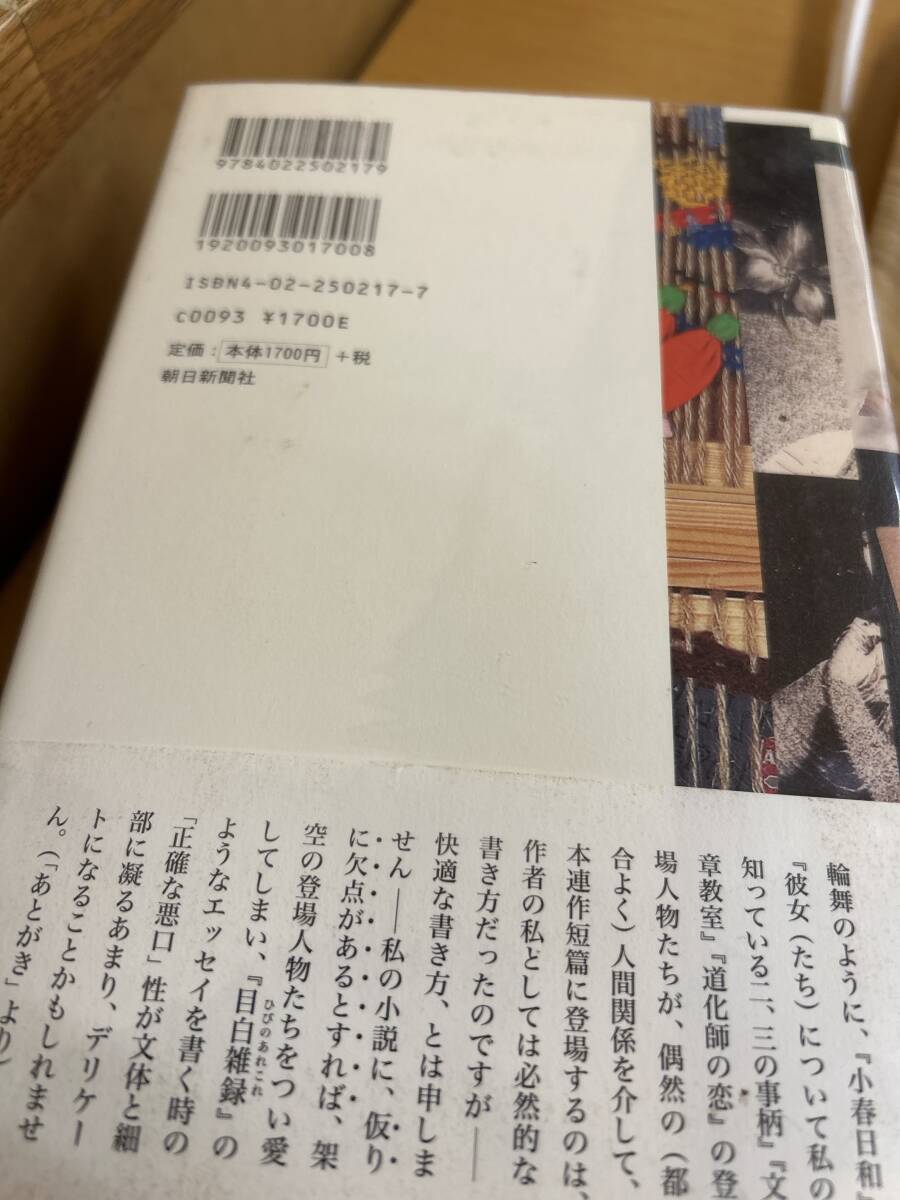 9784022502179
1920093017008
ISBN4-02-250217-7
C0093 ¥1700E
定価：本体1700円＋税
朝日新聞社
輪舞のように、『小春日和
『彼女（たち）について私の
知っている二、三の事柄』『文
章教室』『道化師の恋』の登
場人物たちが、偶然の（都
合よく）人間関係を介して、
本連作短篇に登場するのは、
作者の私としては必然的な
書き方だったのですが――
快適な書き方、とは申しま
せん――私の小説に、仮り
に欠点があるとすれば、架
空の登場人物たちをつい愛
してしまい、『目白雑録』の
ひびのあれこれ
ようなエッセイを書く時の
「正確な悪口」性が文体と細
部に凝るあまり、デリケー
トになることかもしれませ
ん。（「あとがき」より）